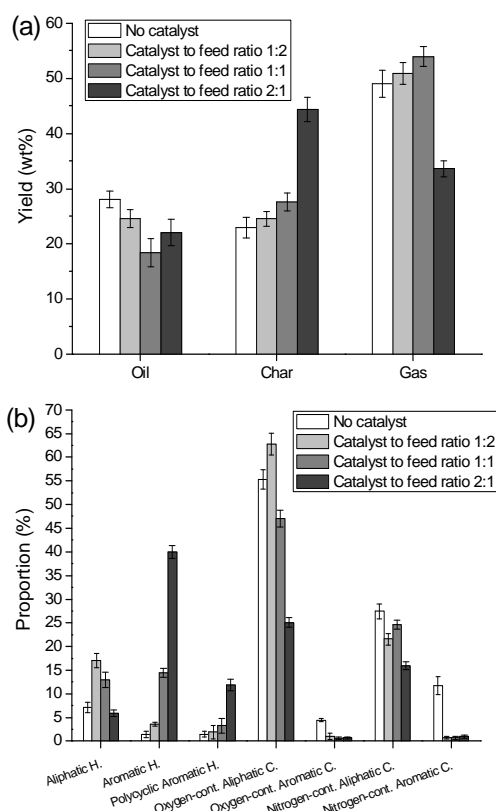 (a)
No catalyst
Catalyst to feed ratio 1:2
Catalyst to feed ratio 1:1
Catalyst to feed ratio 2:1
60
50
40
30
20
10
0
Yield (wt%)
Oil Char Gas
(b)
No catalyst
Catalyst to feed ratio 1:2
Catalyst to feed ratio 1:1
Catalyst to feed ratio 2:1
70
65
60
55
50
45
40
35
30
25
20
15
10
5
0
Proportion (%)
Aliphatic H.
Aromatic H.
Polycyclic Aromatic H.
Oxygen-cont. Aliphatic C.
Oxygen-cont. Aromatic C.
Nitrogen-cont. Aliphatic C.
Nitrogen-cont. Aromatic C.